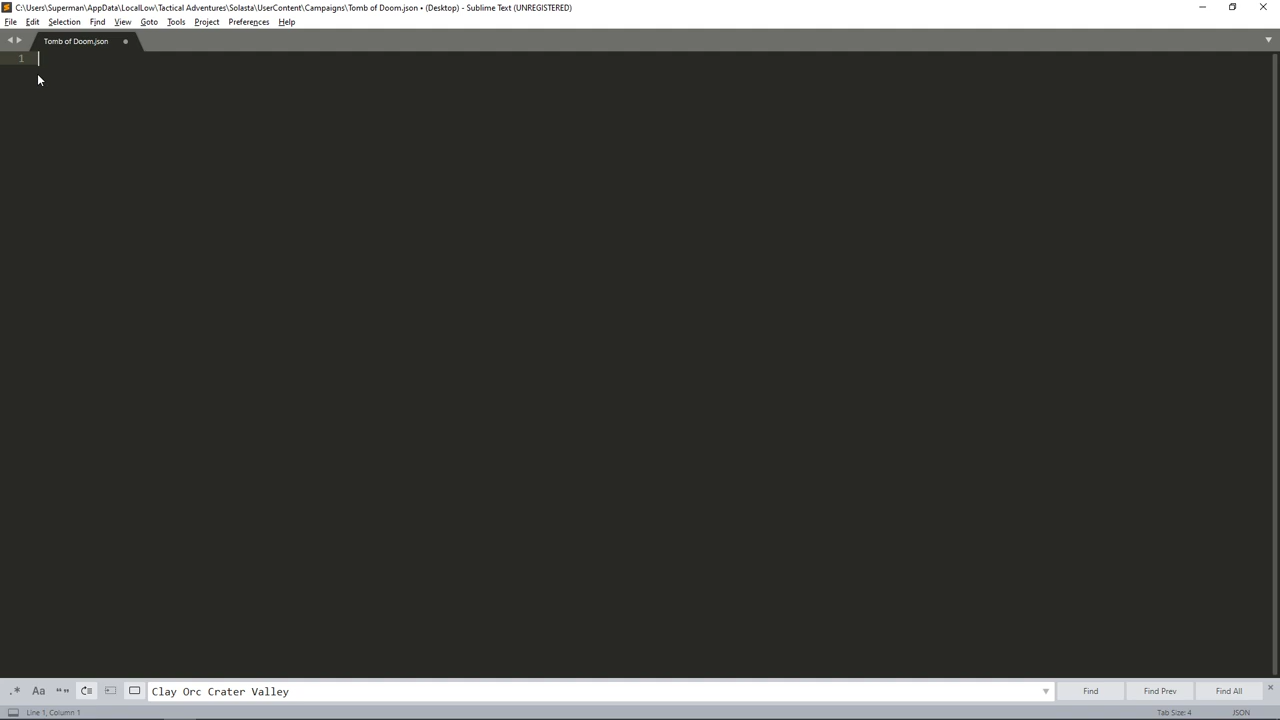 C:\Users\Superman\AppData\LocalLow\Tactical Adventures\Solasta\UserContent\Campaigns\Tomb of Doom.json • (Desktop) - Sublime Text (UNREGISTERED)
File Edit Selection Find View Goto Tools Project Preferences Help
Tomb of Doom.json
1
.* Aa “” Clay Orc Crater Valley Find Find Prev Find All
Line 1, Column 1 Tab Size: 4 JSON